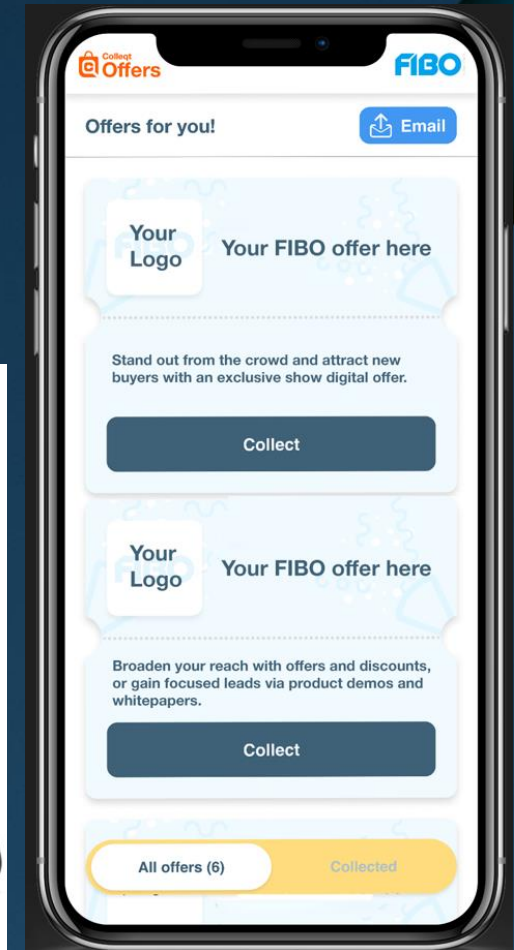 Colleqt
Offers
FIBO
Offers for you!
Email
Your
Logo
Your FIBO offer here
Stand out from the crowd and attract new
buyers with an exclusive show digital offer.
Collect
Your
Logo
Your FIBO offer here
Broaden your reach with offers and discounts,
or gain focused leads via product demos and
whitepapers.
Collect
All offers (6)
Collected